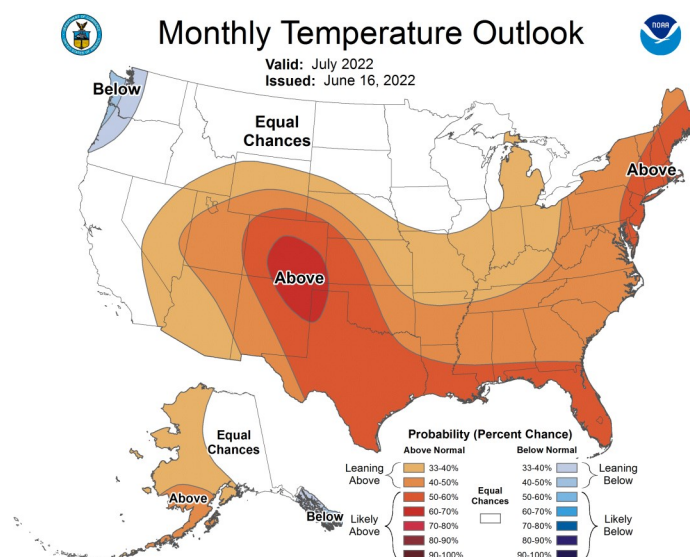 Monthly Temperature Outlook
NOAA
Valid: July 2022
Issued: June 16, 2022
Below
Equal
Chances
Above
Above
Equal
Chances
Above
Below
Probability (Percent Chance)
Above Normal
Below Normal
Leaning
Above
33-40%
40-50%
Likely
Above
50-60%
60-70%
70-80%
80-90%
90-100%
Equal
Chances
33-40%
40-50%
Leaning
Below
50-60%
60-70%
70-80%
80-90%
90-100%
Likely
Below